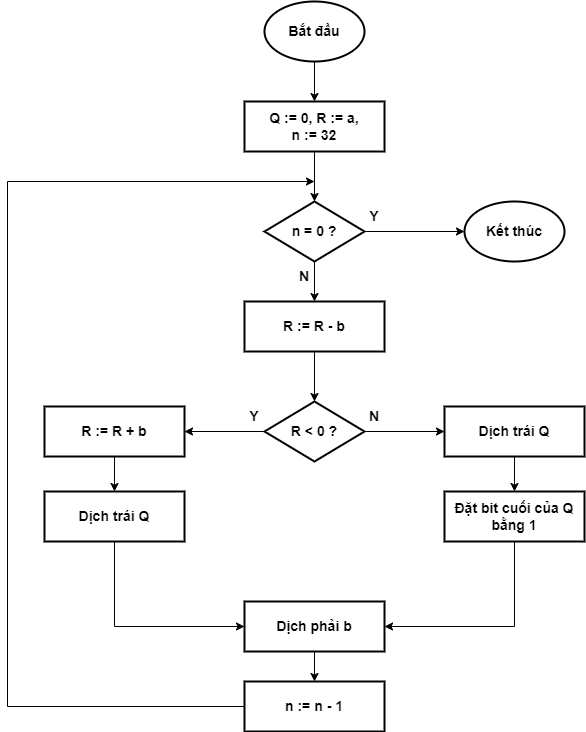 Bắt đầu
Q := 0, R := a,
n := 32
n = 0 ?
Y
Kết thúc
N
R := R - b
R < 0 ?
Y
N
R := R + b
Dịch trái Q
Dịch trái Q
Đặt bit cuối của Q
bằng 1
Dịch phải b
n := n - 1